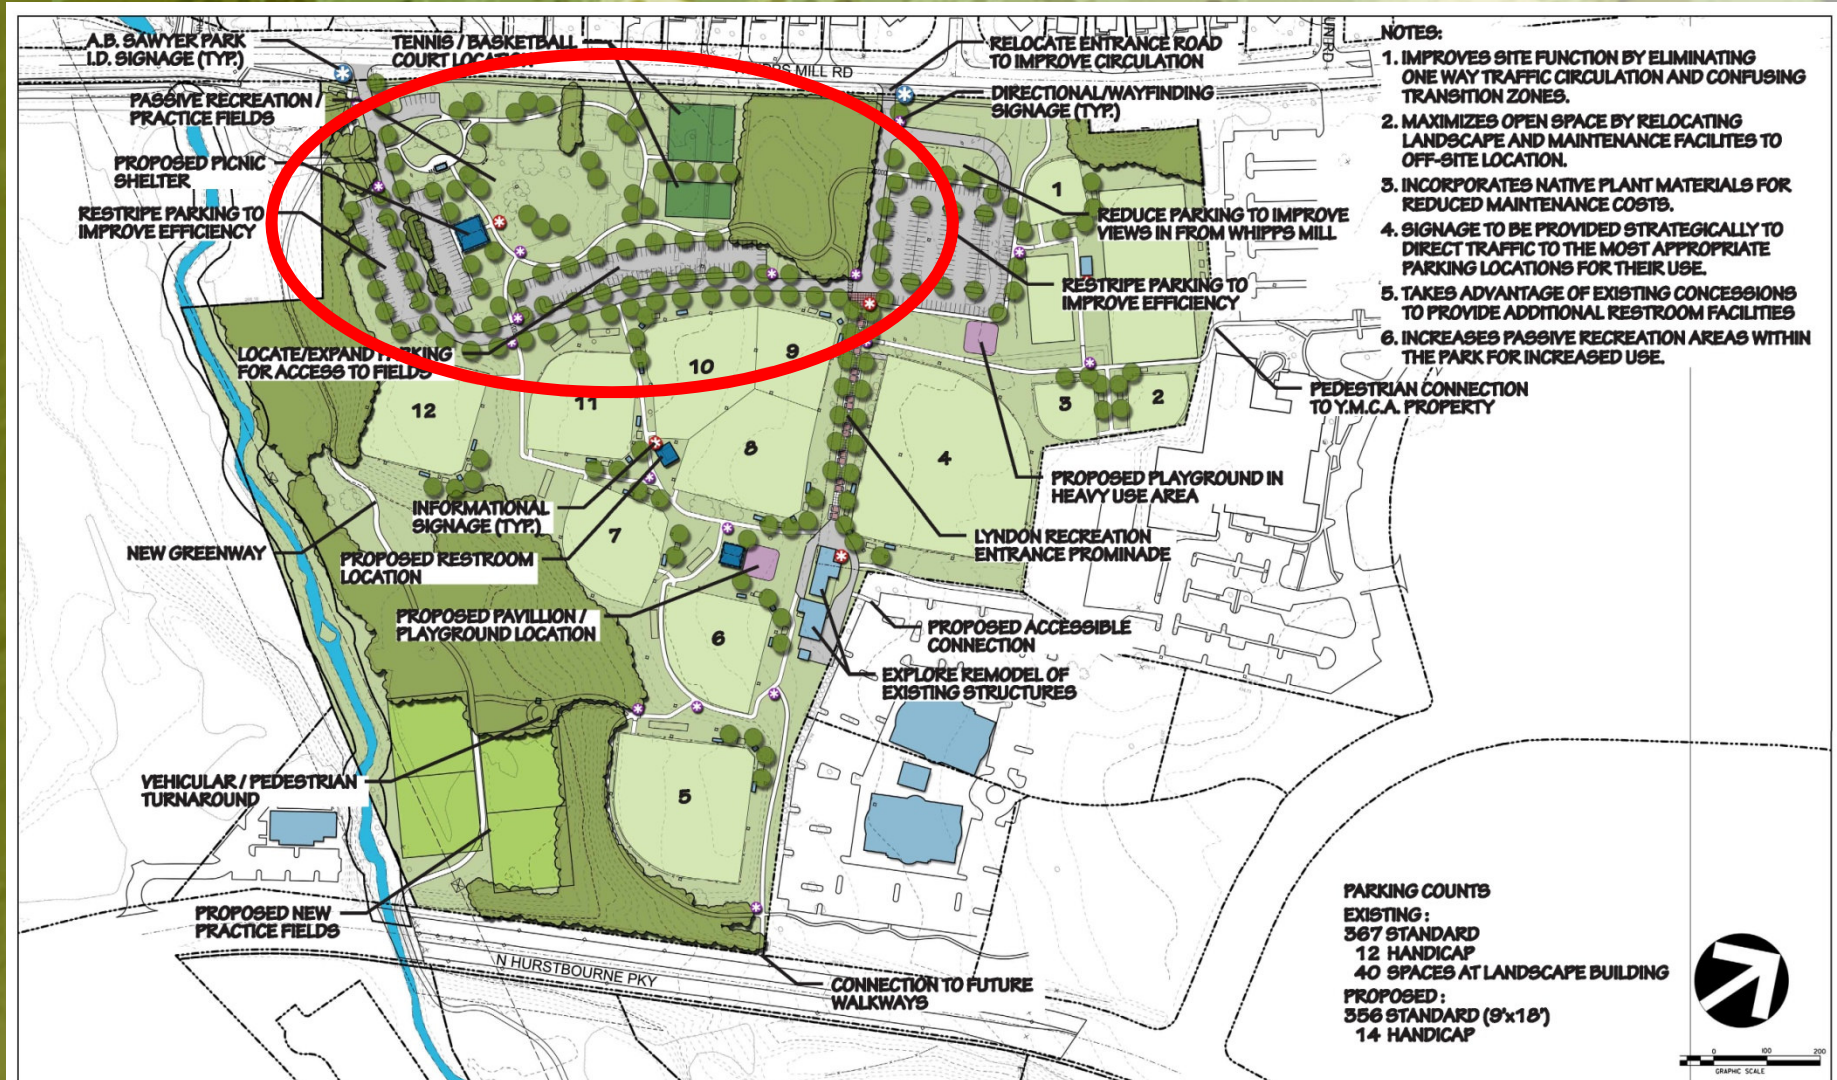 A.B. SAWYER PARK
I.D. SIGNAGE (TYP.)
TENNIS / BASKETBALL
COURT LOCATION
RELOCATE ENTRANCE ROAD
TO IMPROVE CIRCULATION
MILL RD
PASSIVE RECREATION /
PRACTICE FIELDS
DIRECTIONAL/WAYFINDING
SIGNAGE (TYP.)
PROPOSED PICNIC
SHELTER
RESTRIPE PARKING TO
IMPROVE EFFICIENCY
REDUCE PARKING TO IMPROVE
VIEWS IN FROM WHIPPS MILL
RESTRIPE PARKING TO
IMPROVE EFFICIENCY
LOCATE/EXPAND PARKING
FOR ACCESS TO FIELDS
PEDESTRIAN CONNECTION
TO Y.M.C.A. PROPERTY
1
2
3
4
5
6
7
8
9
10
11
12
PROPOSED PLAYGROUND IN
HEAVY USE AREA
INFORMATIONAL
SIGNAGE (TYP.)
LYNDON RECREATION
ENTRANCE PROMINADE
NEW GREENWAY
PROPOSED RESTROOM
LOCATION
PROPOSED PAVILLION /
PLAYGROUND LOCATION
PROPOSED ACCESSIBLE
CONNECTION
EXPLORE REMODEL OF
EXISTING STRUCTURES
VEHICULAR / PEDESTRIAN
TURNAROUND
PROPOSED NEW
PRACTICE FIELDS
N HURSTBOURNE PKY
CONNECTION TO FUTURE
WALKWAYS
NOTES:
1. IMPROVES SITE FUNCTION BY ELIMINATING
ONE WAY TRAFFIC CIRCULATION AND CONFUSING
TRANSITION ZONES.
2. MAXIMIZES OPEN SPACE BY RELOCATING
LANDSCAPE AND MAINTENANCE FACILITES TO
OFF-SITE LOCATION.
3. INCORPORATES NATIVE PLANT MATERIALS FOR
REDUCED MAINTENANCE COSTS.
4. SIGNAGE TO BE PROVIDED STRATEGICALLY TO
DIRECT TRAFFIC TO THE MOST APPROPRIATE
PARKING LOCATIONS FOR THEIR USE.
5. TAKES ADVANTAGE OF EXISTING CONCESSIONS
TO PROVIDE ADDITIONAL RESTROOM FACILITIES
6. INCREASES PASSIVE RECREATION AREAS WITHIN
THE PARK FOR INCREASED USE.
PARKING COUNTS
EXISTING :
367 STANDARD
12 HANDICAP
40 SPACES AT LANDSCAPE BUILDING
PROPOSED :
356 STANDARD (9'x18')
14 HANDICAP
0 100 200
GRAPHIC SCALE